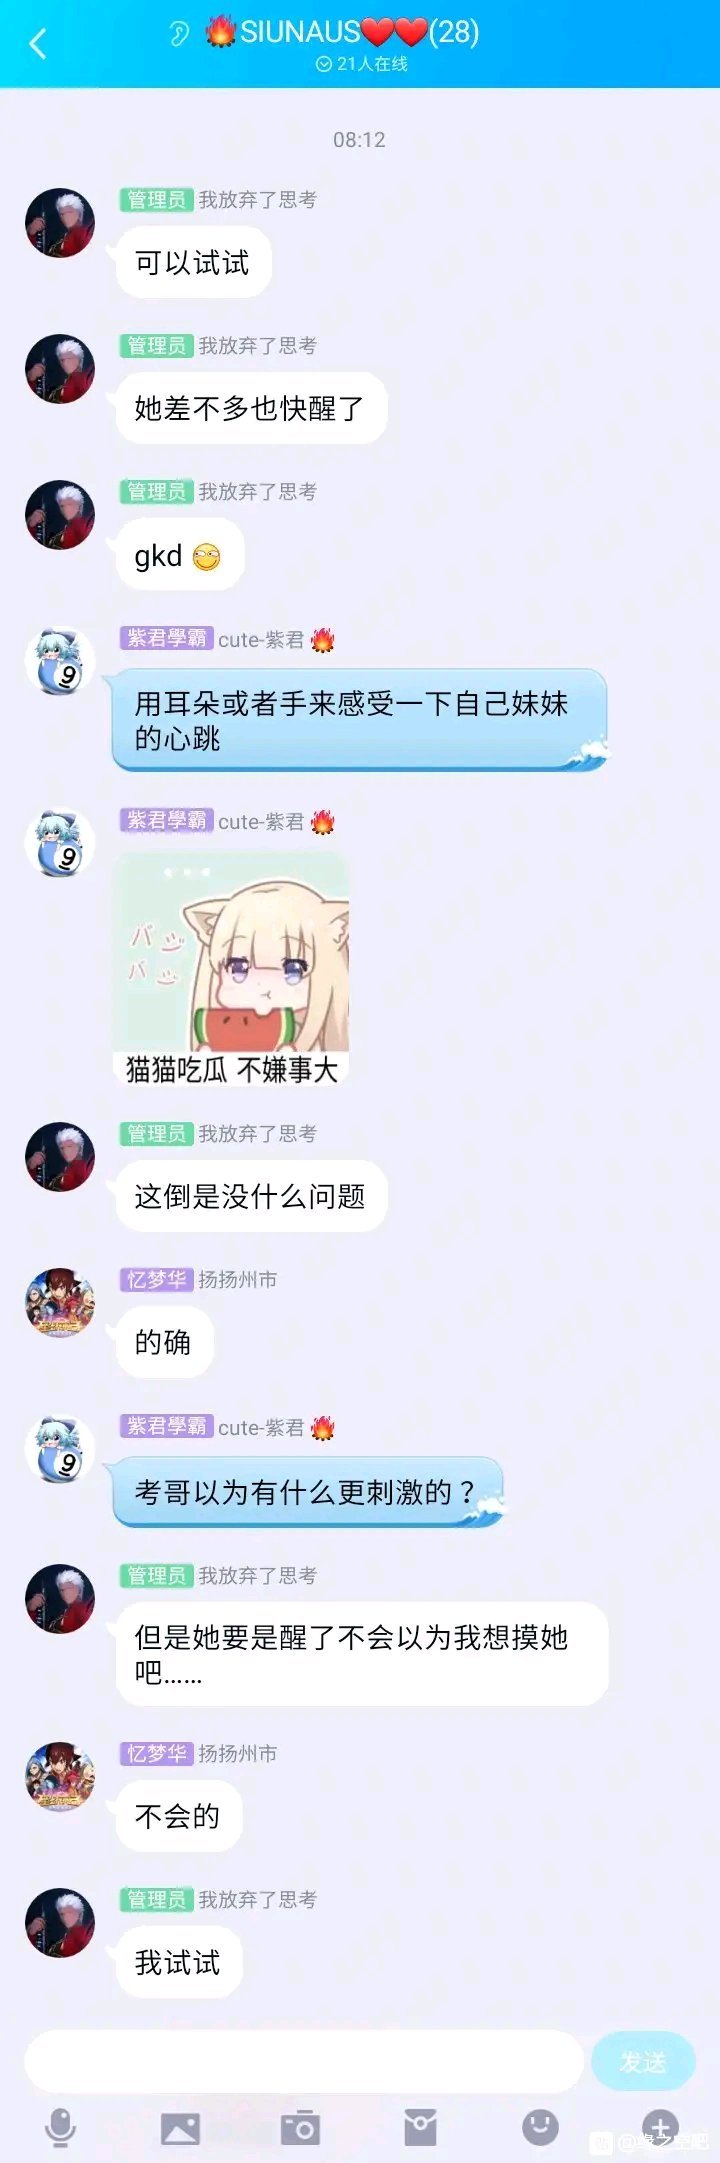 SIUNAUS(28)
21人在线
08:12
管理员 我放弃了思考
可以试试
管理员 我放弃了思考
她差不多也快醒了
管理员 我放弃了思考
gkd
紫君學霸 cute-紫君
用耳朵或者手来感受一下自己妹妹
的心跳
紫君學霸 cute-紫君
バシ
バシ
猫猫吃瓜 不嫌事大
管理员 我放弃了思考
这倒是没什么问题
忆梦华 扬扬州市
的确
紫君學霸 cute-紫君
考哥以为有什么更刺激的？
管理员 我放弃了思考
但是她要是醒了不会以为我想摸她
吧……
忆梦华 扬扬州市
不会的
管理员 我放弃了思考
我试试
发送
@缘之空吧